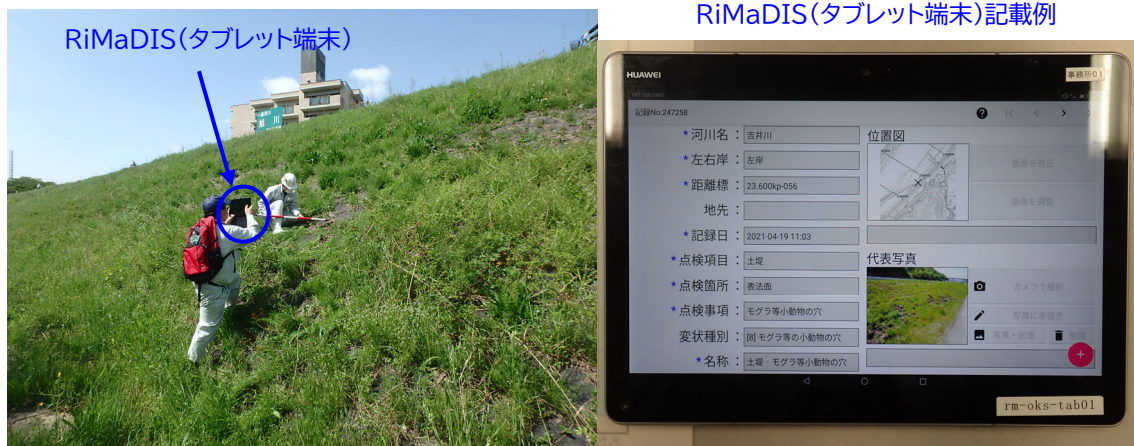 RiMaDIS(タブレット端末)
旭川
RiMaDIS(タブレット端末)記載例
HUAWEI
事務所01
NTT DOCOMO
記録No:247258
*河川名 : 吉井川
*左右岸 : 左岸
*距離標 : 23.600kp-056
地先 :
*記録日 : 2021-04-19 11:03
*点検項目 : 土堤
*点検箇所 : 表法面
*点検事項 : モグラ等小動物の穴
変状種別 : [8] モグラ等の小動物の穴
*名称 : 土堤 - モグラ等小動物の穴
位置図
画像を修正
画像を調整
代表写真
カメラで撮影
写真に赤書き
写真・図面
削除
rm-oks-tab01